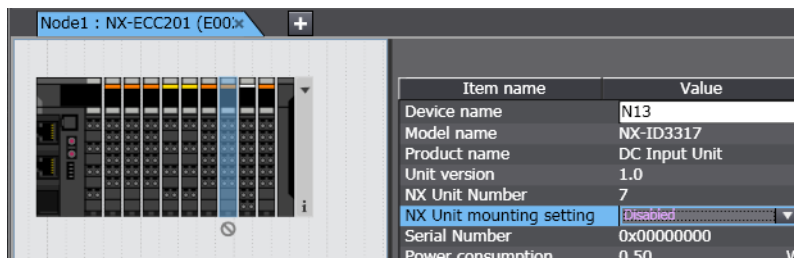 Node1 : NX-ECC201 (E00
Item name Value
Device name N13
Model name NX-ID3317
Product name DC Input Unit
Unit version 1.0
NX Unit Number 7
NX Unit mounting setting Disabled
Serial Number 0x00000000
Power consumption 0.50 W
i